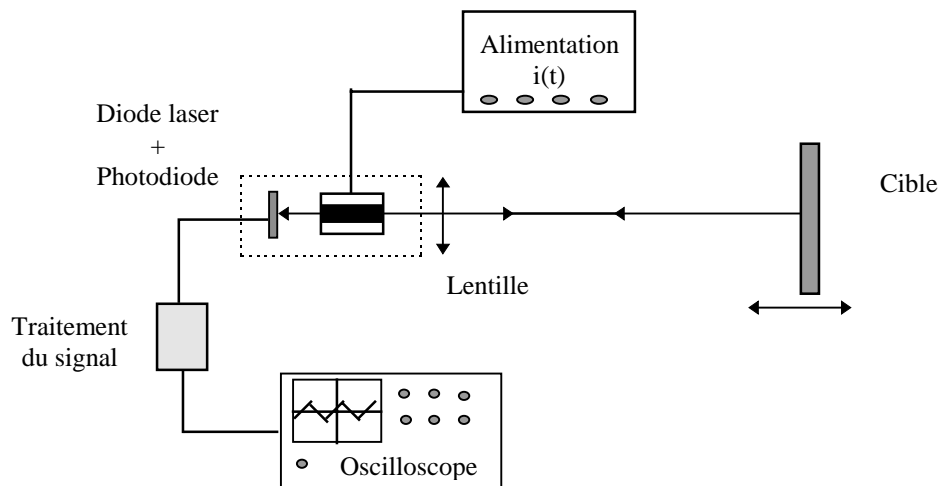 Alimentation
i(t)
Diode laser
+
Photodiode
Cible
Lentille
Traitement
du signal
Oscilloscope